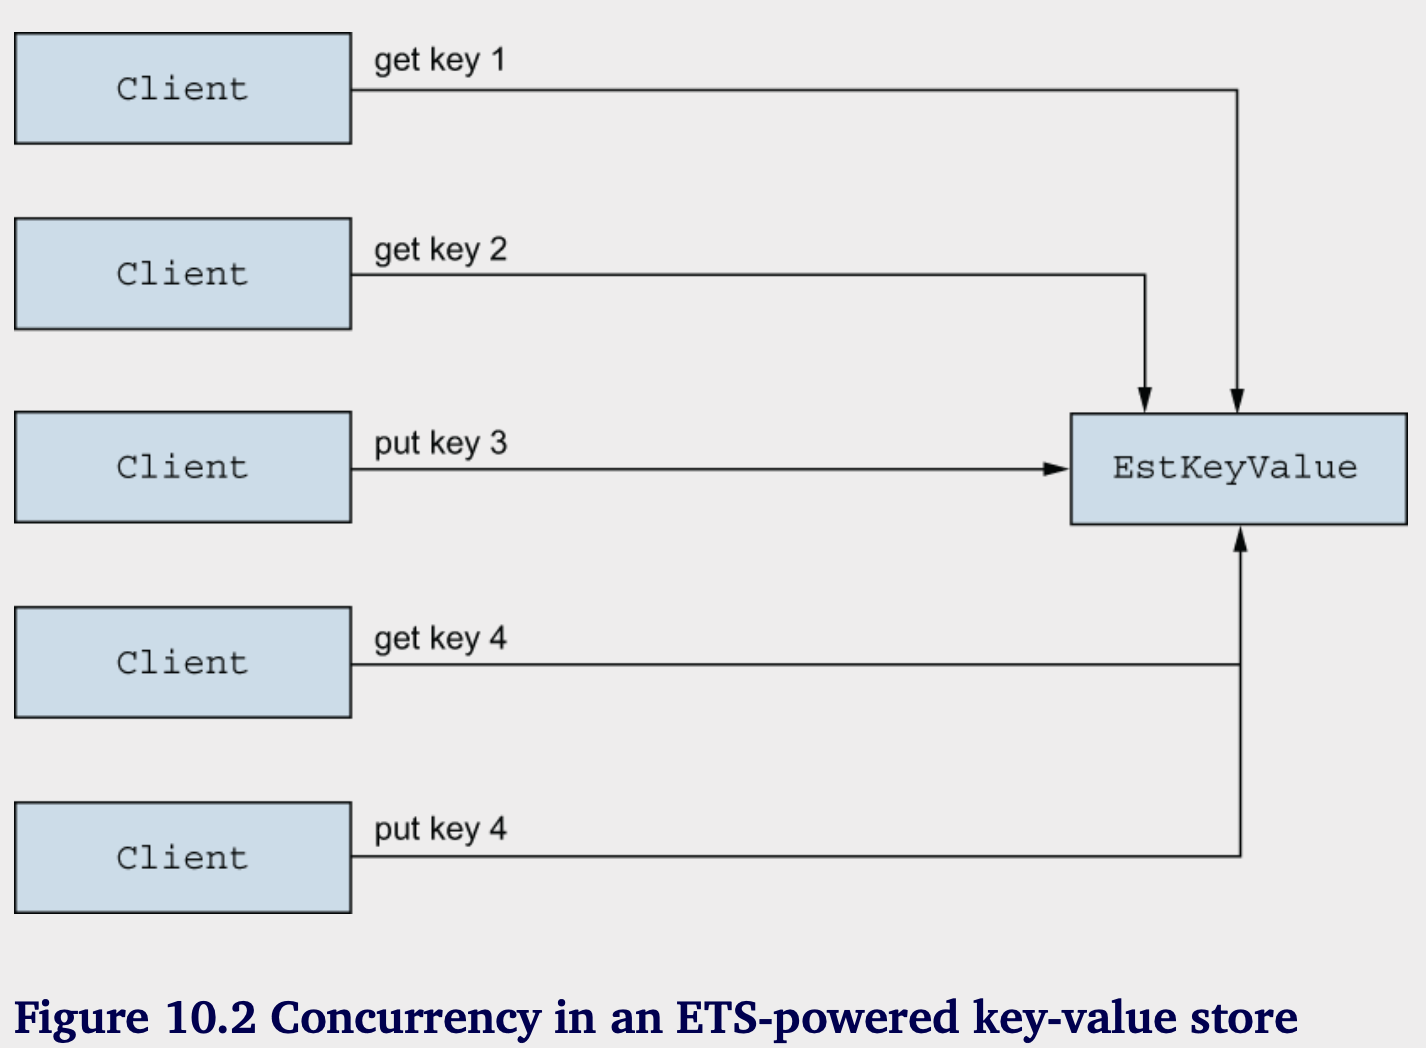 get key 1
Client
get key 2
Client
put key 3
Client
EstKeyValue
get key 4
Client
put key 4
Client
Figure 10.2 Concurrency in an ETS-powered key-value store